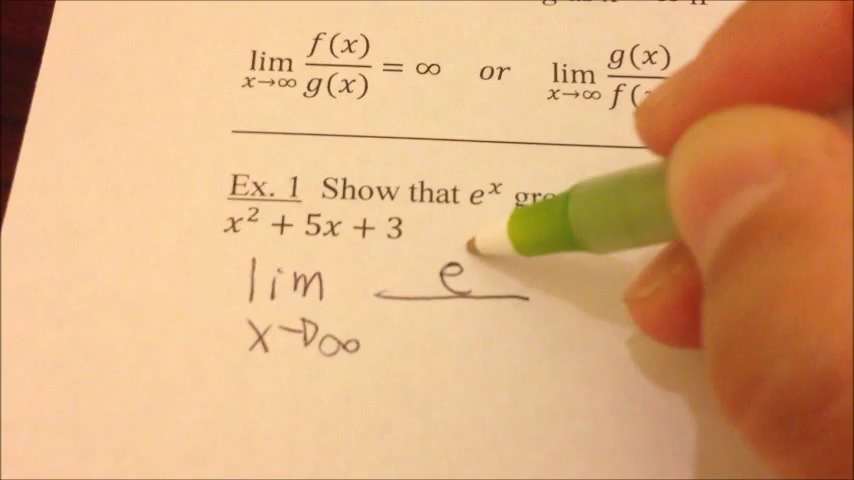 lim x→∞ f(x)/g(x) = ∞ or lim x→∞ g(x)/f(
Ex. 1 Show that eˣ
x² + 5x + 3
lim x→∞ e